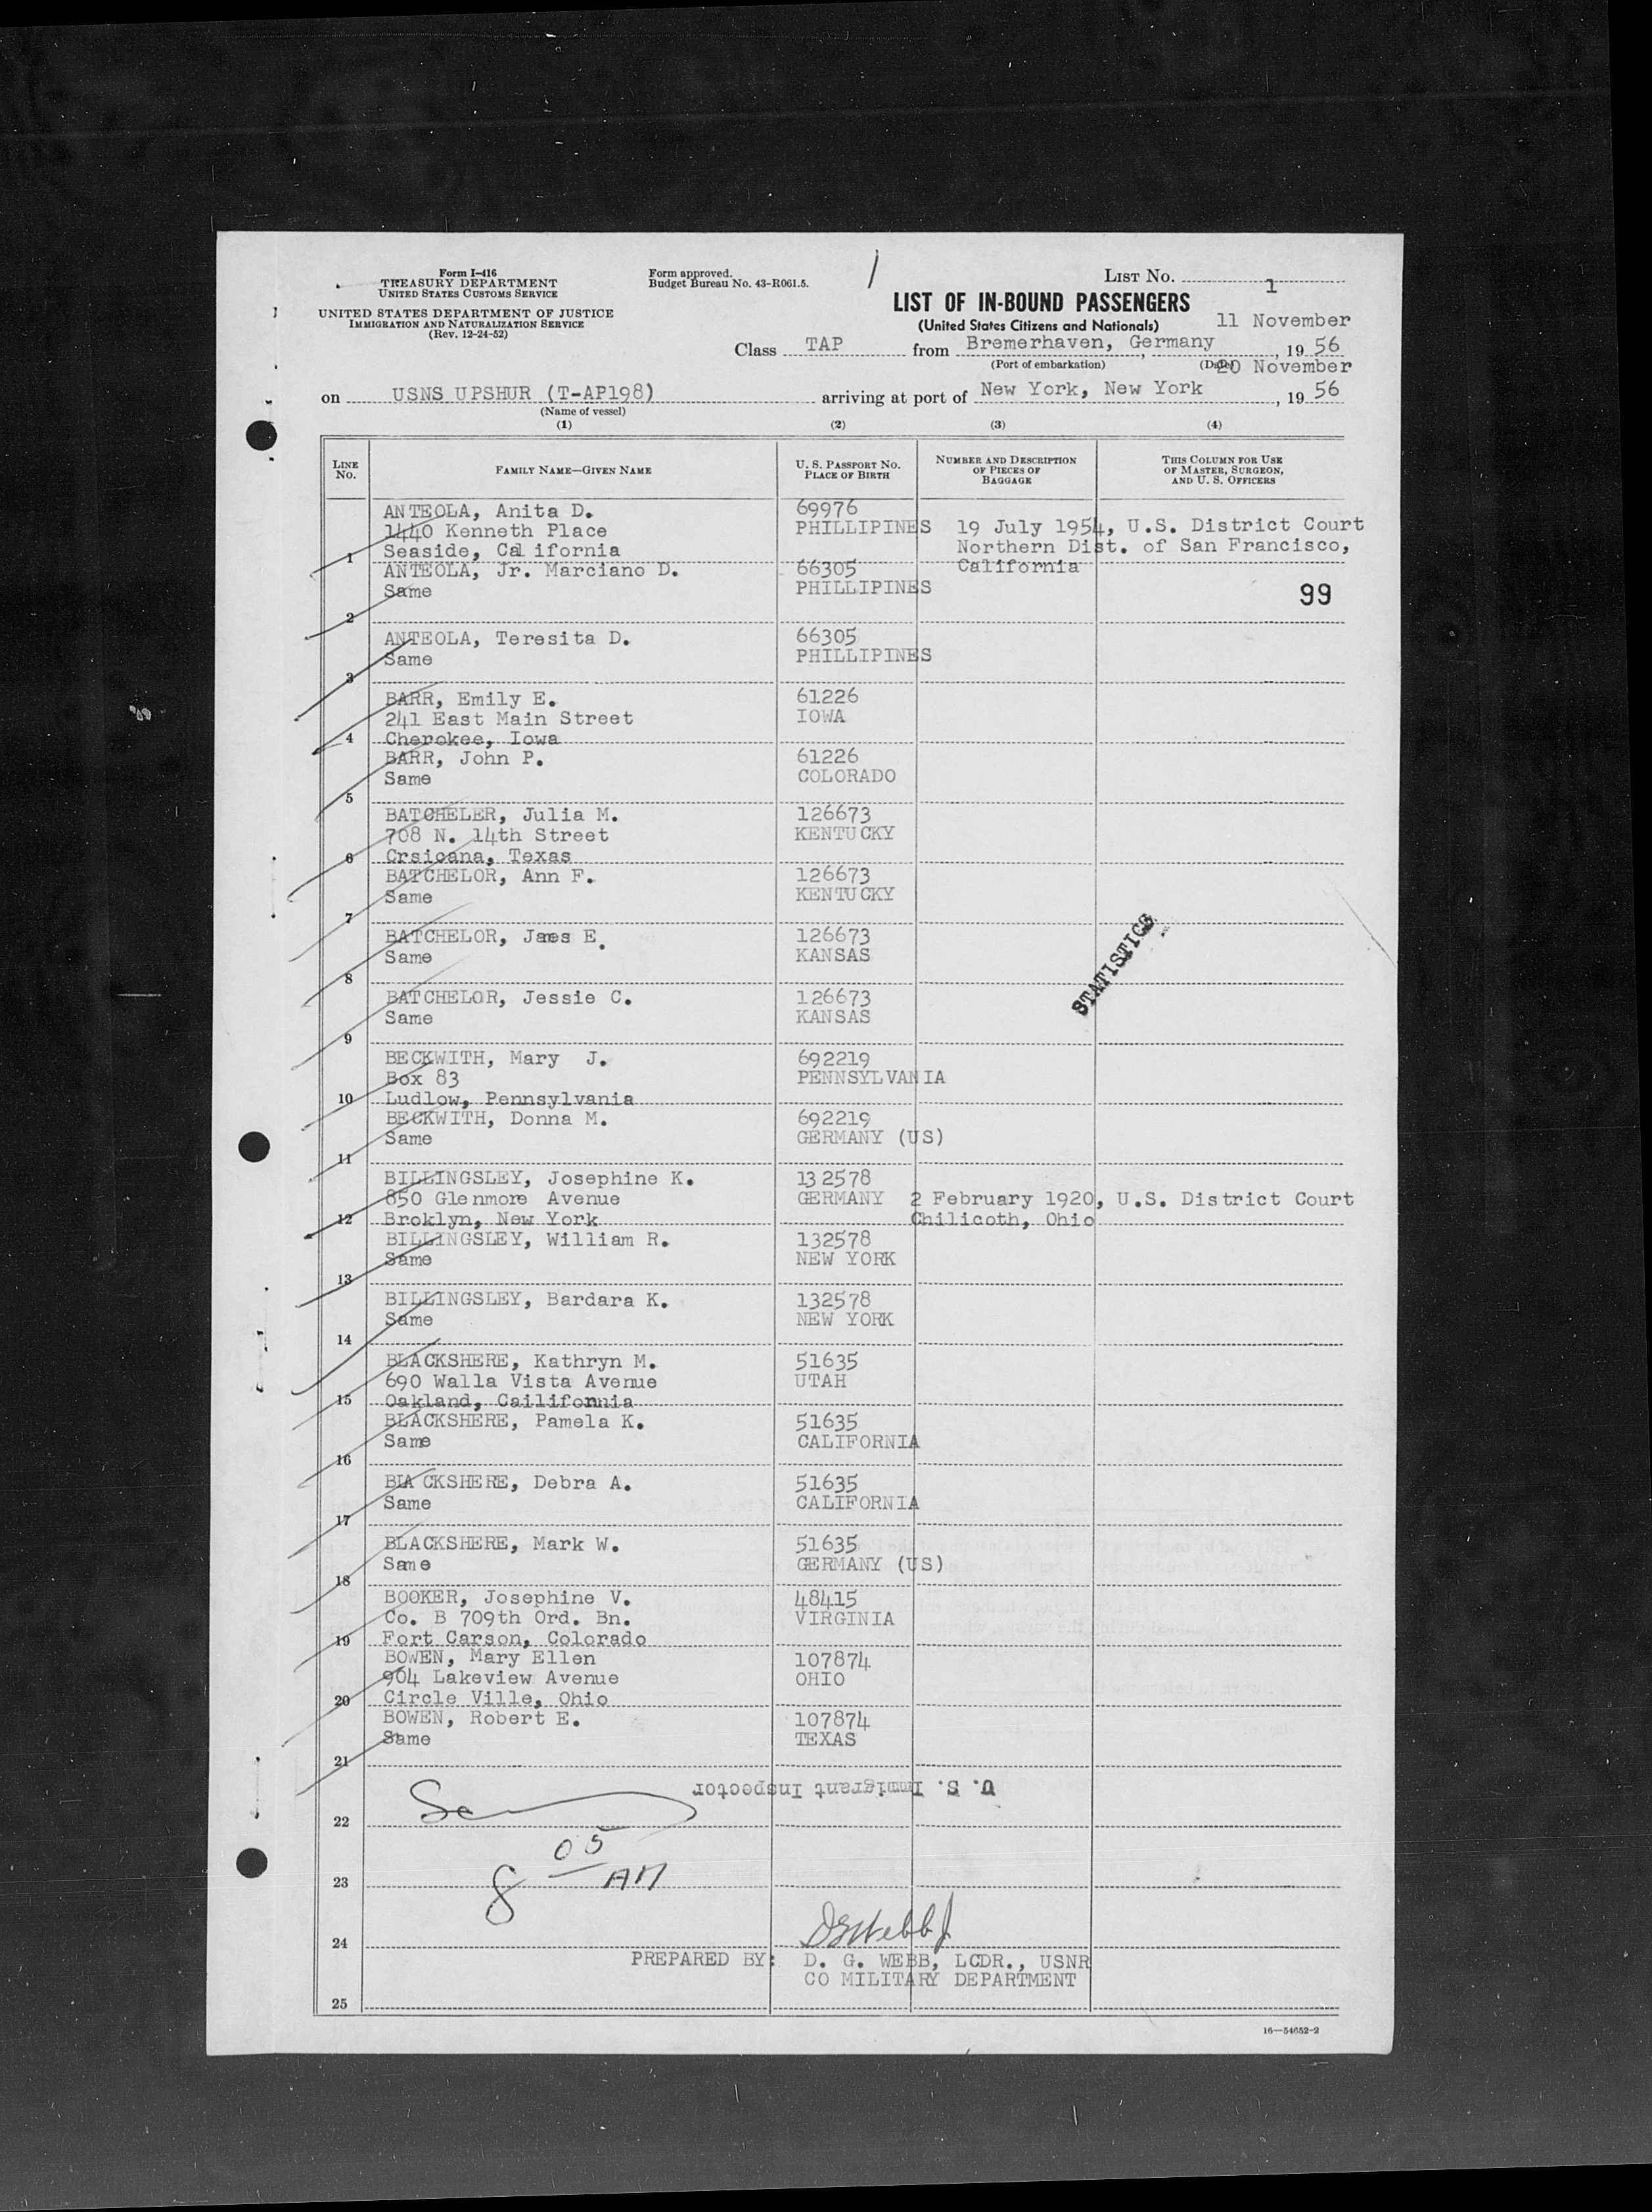 Form I-416
TREASURY DEPARTMENT
UNITED STATES CUSTOMS SERVICE
UNITED STATES DEPARTMENT OF JUSTICE
IMMIGRATION AND NATURALIZATION SERVICE
(Rev. 12-24-52)
Form approved.
Budget Bureau No. 43-R061.5.
/
LIST No. 1
LIST OF IN-BOUND PASSENGERS
(United States Citizens and Nationals)
11 November
Class TAP from Bremerhaven, Germany, 19 56
(Port of embarkation) (Date)
20 November
on USNS UPSHUR (T-AP198) arriving at port of New York, New York, 19 56
(Name of vessel)
(1) (2) (3) (4)
LINE NO. FAMILY NAME—GIVEN NAME U. S. PASSPORT NO. PLACE OF BIRTH NUMBER AND DESCRIPTION OF PIECES OF BAGGAGE THIS COLUMN FOR USE OF MASTER, SURGEON, AND U. S. OFFICERS
ANTEOLA, Anita D. 69976
1440 Kenneth Place PHILLIPINES 19 July 1954, U.S. District Court
1 Seaside, California Northern Dist. of San Francisco,
California
ANTEOLA, Jr. Marciano D. 66305
Same PHILLIPINES 99
2
ANTEOLA, Teresita D. 66305
Same PHILLIPINES
3
BARR, Emily E. 61226
241 East Main Street IOWA
4 Cherokee, Iowa
BARR, John P. 61226
Same COLORADO
5
BATCHELER, Julia M. 126673
708 N. 14th Street KENTUCKY
6 Crsicana, Texas
BATCHELOR, Ann F. 126673
Same KENTUCKY
7
BATCHELOR, James E. 126673
Same KANSAS
8
STATISTICS
BATCHELOR, Jessie C. 126673
Same KANSAS
9
BECKWITH, Mary J. 692219
Box 83 PENNSYLVANIA
10 Ludlow, Pennsylvania
BECKWITH, Donna M. 692219
Same GERMANY (US)
11
BILLINGSLEY, Josephine K. 132578
850 Glenmore Avenue GERMANY 2 February 1920, U.S. District Court
12 Broklyn, New York Chilicoth, Ohio
BILLINGSLEY, William R. 132578
Same NEW YORK
13
BILLINGSLEY, Bardara K. 132578
Same NEW YORK
14
BLACKSHERE, Kathryn M. 51635
690 Walla Vista Avenue UTAH
15 Oakland, Cailifornia
BLACKSHERE, Pamela K. 51635
Same CALIFORNIA
16
BLACKSHERE, Debra A. 51635
Same CALIFORNIA
17
BLACKSHERE, Mark W. 51635
Same GERMANY (US)
18
BOOKER, Josephine V. 48415
Co. B 709th Ord. Bn. VIRGINIA
19 Fort Carson, Colorado
BOWEN, Mary Ellen 107874
904 Lakeview Avenue OHIO
20 Circle Ville, Ohio
BOWEN, Robert E. 107874
Same TEXAS
21
U. S. Immigrant Inspector
22
8 05 AM
23
DGWebb Jr
24
PREPARED BY: D. G. WEBB, LCDR., USNR
CO MILITARY DEPARTMENT
25
16—54652-2